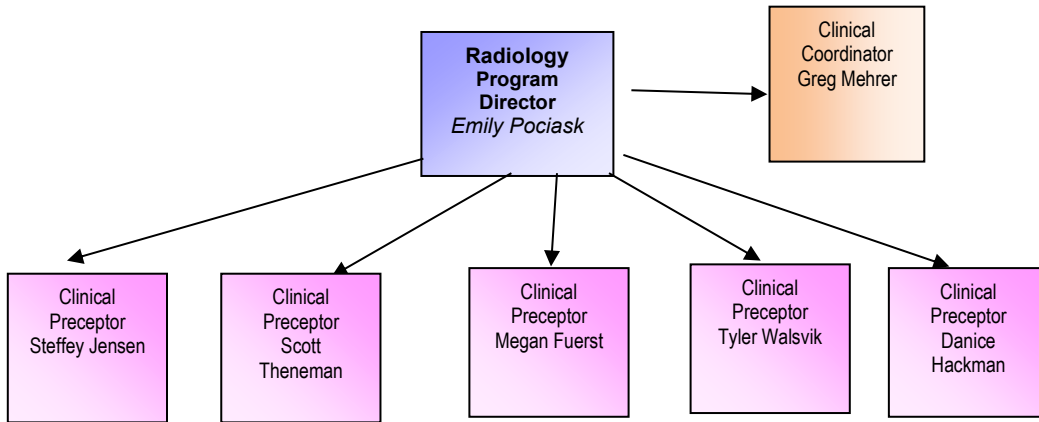 Radiology
Program
Director
Emily Pociask
Clinical
Coordinator
Greg Mehrer
Clinical
Preceptor
Steffey Jensen
Clinical
Preceptor
Scott
Theneman
Clinical
Preceptor
Megan Fuerst
Clinical
Preceptor
Tyler Walsvik
Clinical
Preceptor
Danice
Hackman